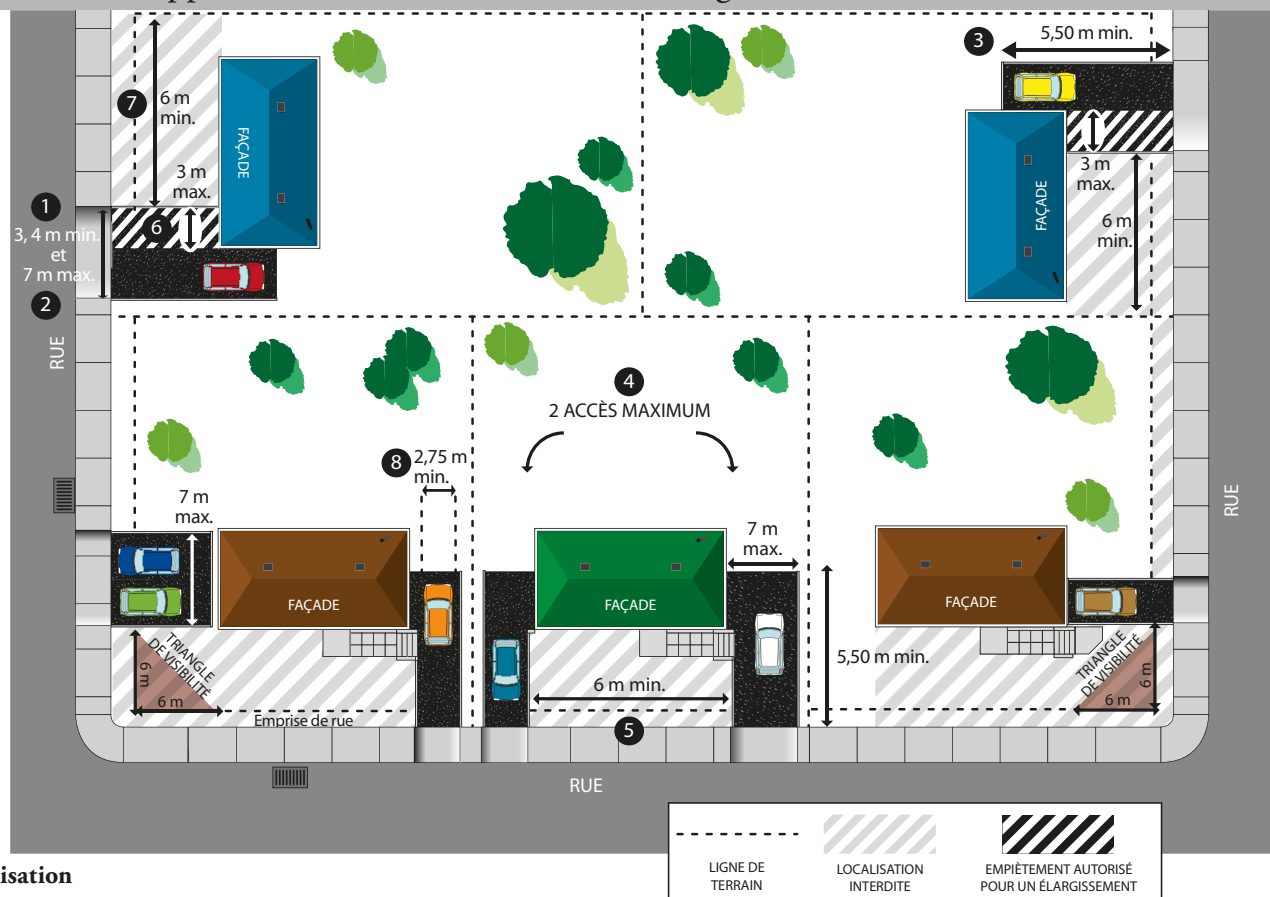 3
5,50 m min.
7
6 m
min.
FAÇADE
3 m
max.
1
3, 4 m min.
et
7 m max.
6
2
RUE
3 m
max.
FAÇADE
6 m
min.
4
2 ACCÈS MAXIMUM
8
2,75 m
min.
7 m
max.
FAÇADE
FAÇADE
7 m
max.
FAÇADE
RUE
5,50 m min.
TRIANGLE
DE VISIBILITÉ
6 m
6 m
Emprise de rue
6 m min.
5
TRIANGLE
DE VISIBILITÉ
6 m
6 m
RUE
LIGNE DE
TERRAIN
LOCALISATION
INTERDITE
EMPIÈTEMENT AUTORISÉ
POUR UN ÉLARGISSEMENT
isation